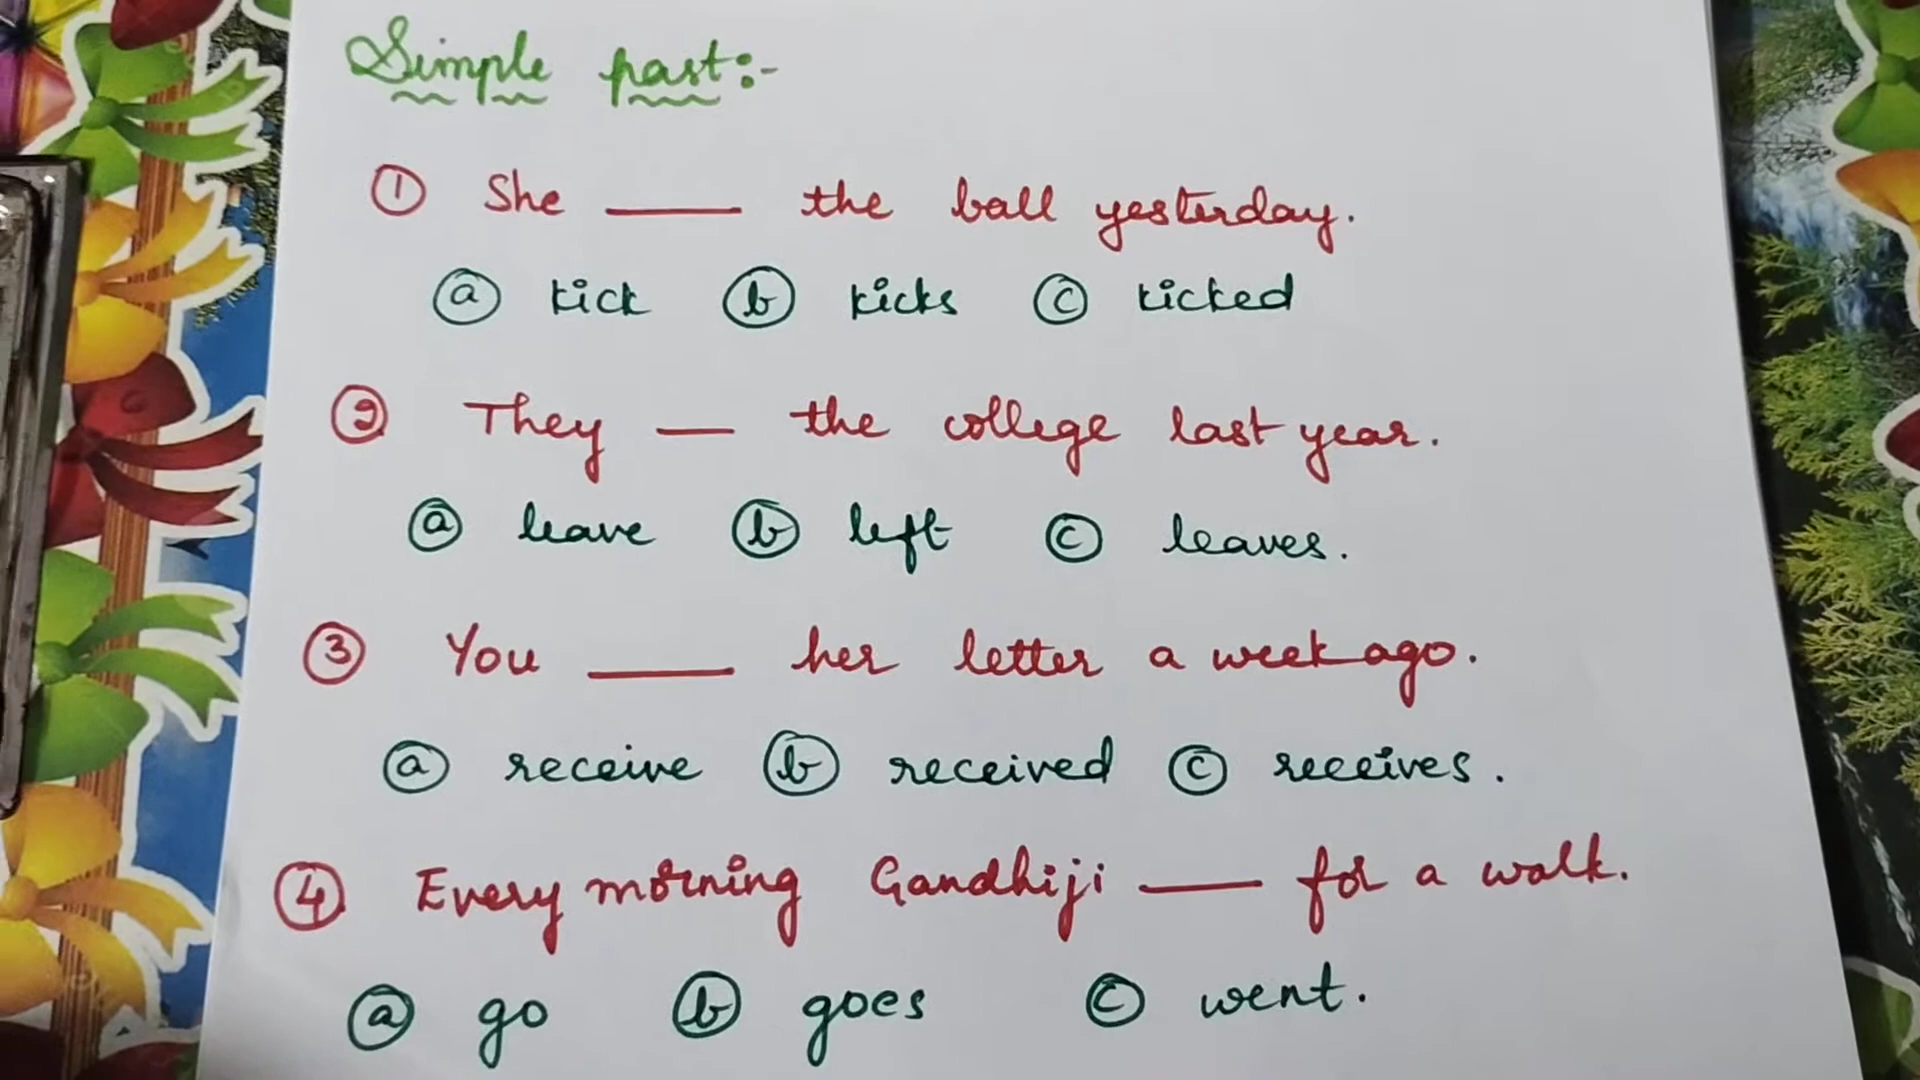 Simple past:-
① She ____ the ball yesterday.
ⓐ kick ⓑ kicks ⓒ kicked
② They ___ the college last year.
ⓐ leave ⓑ left ⓒ leaves.
③ You ____ her letter a week ago.
ⓐ receive ⓑ received ⓒ receives.
④ Every morning Gandhiji ____ for a walk.
ⓐ go ⓑ goes ⓒ went.